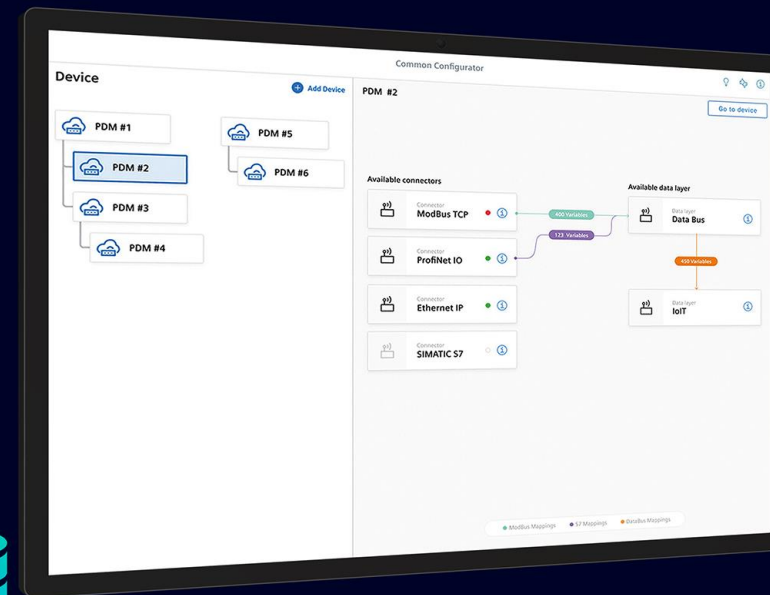 Common Configurator
Device
Add Device
PDM #1
PDM #2
PDM #3
PDM #4
PDM #5
PDM #6
PDM #2
Go to device
Available connectors
Connector
ModBus TCP
Connector
ProfiNet IO
Connector
Ethernet IP
Connector
SIMATIC S7
400 Variables
123 Variables
Available data layer
Data layer
Data Bus
450 Variables
Data layer
IoIT
ModBus Mappings
S7 Mappings
DataBus Mappings